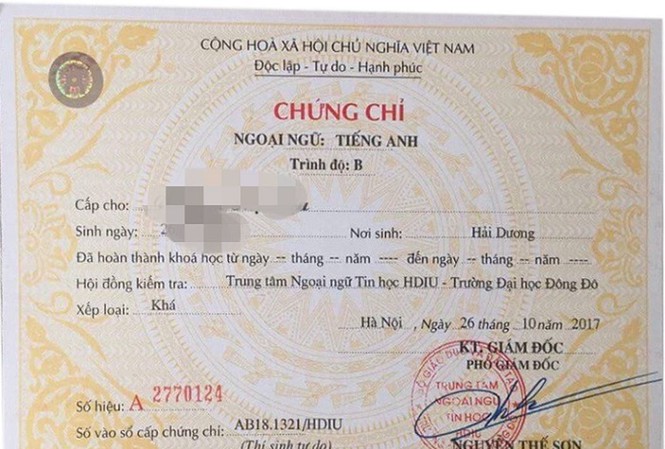 CỘNG HOÀ XÃ HỘI CHỦ NGHĨA VIỆT NAM
Độc lập - Tự do - Hạnh phúc
CHỨNG CHỈ
NGOẠI NGỮ: TIẾNG ANH
Trình độ: B
Cấp cho:
Sinh ngày: Nơi sinh: Hải Dương
Đã hoàn thành khoá học từ ngày -- tháng -- năm ---- đến ngày -- tháng -- năm ----
Hội đồng kiểm tra: Trung tâm Ngoại ngữ Tin học HDIU - Trường Đại học Đông Đô
Xếp loại: Khá
Hà Nội, Ngày 26 tháng 10 năm 2017
KT, GIÁM ĐỐC
PHÓ GIÁM ĐỐC
TRUNG TÂM
NGOẠI NGỮ
TIN HỌC
HDIU
Số hiệu: A 2770124
Số vào sổ cấp chứng chỉ: AB18.1321/HDIU
(Thí sinh tự do)
NGUYỄN THẾ SƠN